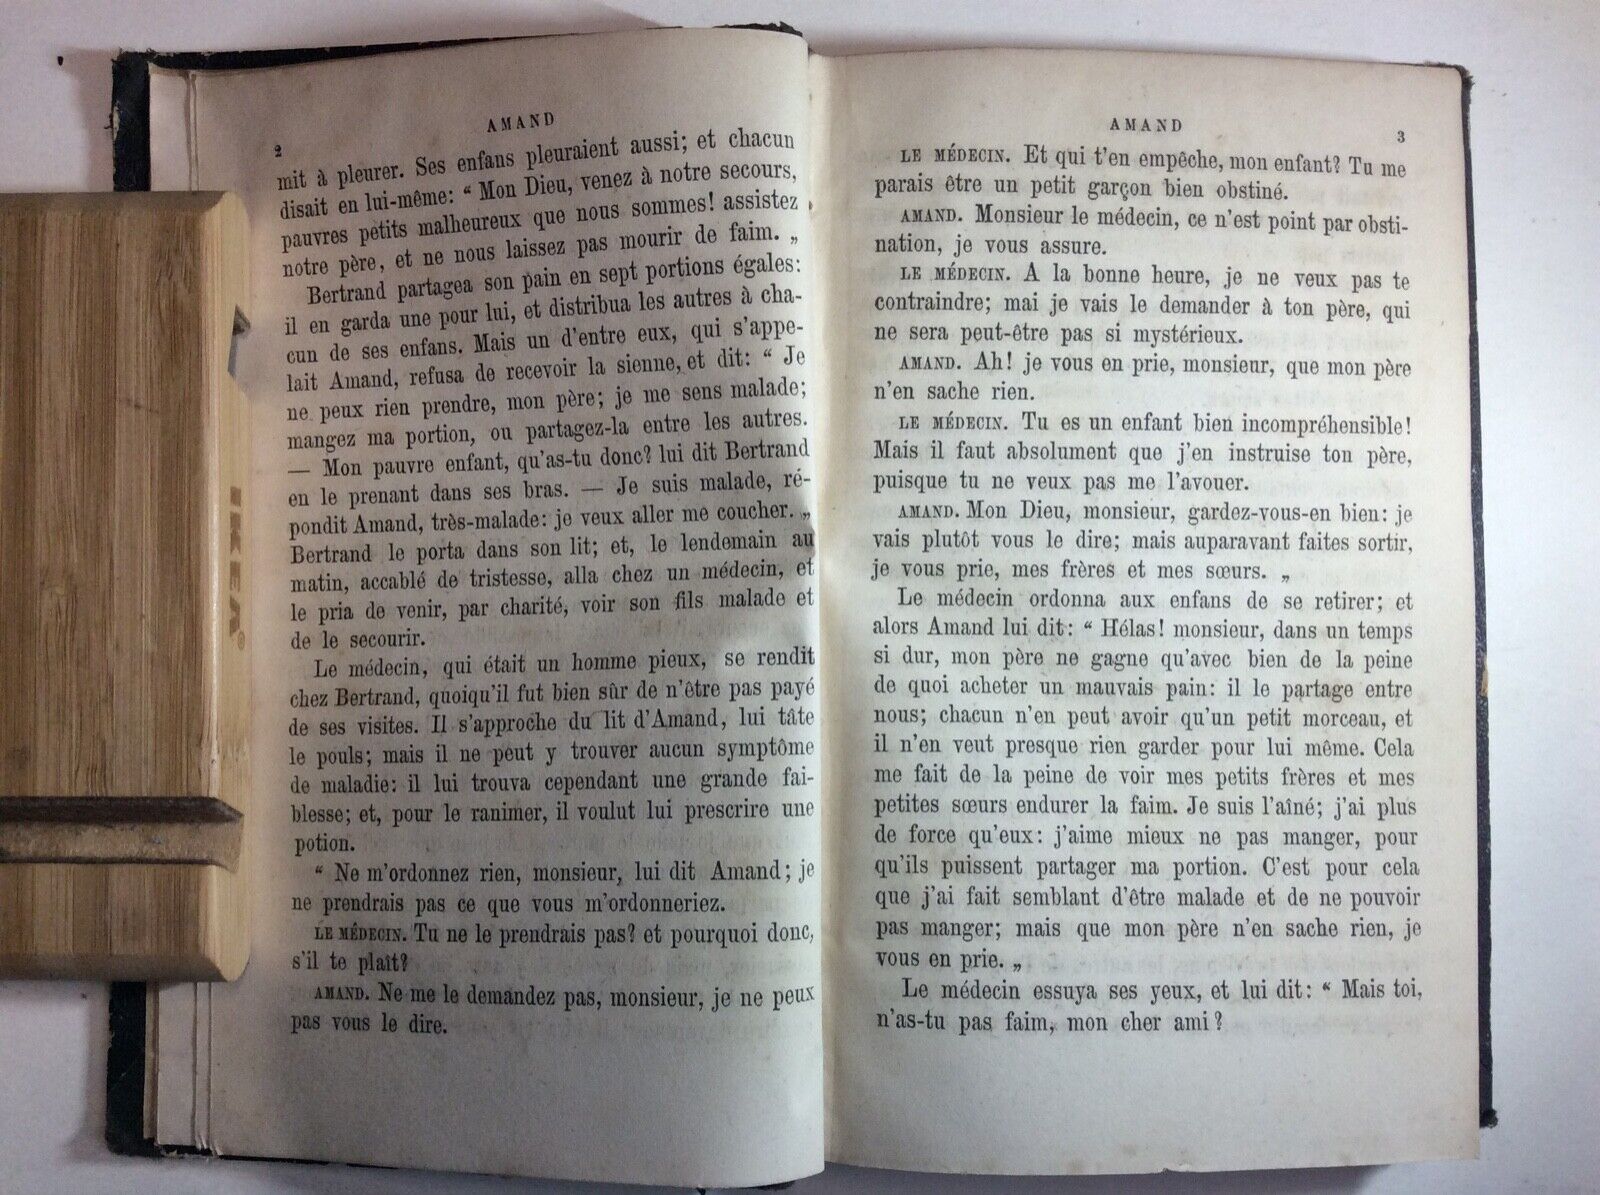 IKEA®
AMAND
2
mit à pleurer. Ses enfans pleuraient aussi; et chacun
disait en lui-même: “ Mon Dieu, venez à notre secours,
pauvres petits malheureux que nous sommes! assistez
notre père, et ne nous laissez pas mourir de faim. „
Bertrand partagea son pain en sept portions égales:
il en garda une pour lui, et distribua les autres à cha-
cun de ses enfans. Mais un d'entre eux, qui s'appe-
lait Amand, refusa de recevoir la sienne, et dit: “ Je
ne peux rien prendre, mon père; je me sens malade;
mangez ma portion, ou partagez-la entre les autres.
— Mon pauvre enfant, qu'as-tu donc? lui dit Bertrand
en le prenant dans ses bras. — Je suis malade, ré-
pondit Amand, très-malade: je veux aller me coucher. „
Bertrand le porta dans son lit; et, le lendemain au
matin, accablé de tristesse, alla chez un médecin, et
le pria de venir, par charité, voir son fils malade et
de le secourir.
Le médecin, qui était un homme pieux, se rendit
chez Bertrand, quoiqu'il fut bien sûr de n'être pas payé
de ses visites. Il s'approche du lit d'Amand, lui tâte
le pouls; mais il ne peut y trouver aucun symptôme
de maladie: il lui trouva cependant une grande fai-
blesse; et, pour le ranimer, il voulut lui prescrire une
potion.
“ Ne m'ordonnez rien, monsieur, lui dit Amand; je
ne prendrais pas ce que vous m'ordonneriez.
LE MÉDECIN. Tu ne le prendrais pas? et pourquoi donc,
s'il te plaît?
AMAND. Ne me le demandez pas, monsieur, je ne peux
pas vous le dire.
AMAND
3
LE MÉDECIN. Et qui t'en empêche, mon enfant? Tu me
parais être un petit garçon bien obstiné.
AMAND. Monsieur le médecin, ce n'est point par obsti-
nation, je vous assure.
LE MÉDECIN. A la bonne heure, je ne veux pas te
contraindre; mai je vais le demander à ton père, qui
ne sera peut-être pas si mystérieux.
AMAND. Ah! je vous en prie, monsieur, que mon père
n'en sache rien.
LE MÉDECIN. Tu es un enfant bien incompréhensible!
Mais il faut absolument que j'en instruise ton père,
puisque tu ne veux pas me l'avouer.
AMAND. Mon Dieu, monsieur, gardez-vous-en bien: je
vais plutôt vous le dire; mais auparavant faites sortir,
je vous prie, mes frères et mes sœurs. „
Le médecin ordonna aux enfans de se retirer; et
alors Amand lui dit: “ Hélas! monsieur, dans un temps
si dur, mon père ne gagne qu'avec bien de la peine
de quoi acheter un mauvais pain: il le partage entre
nous; chacun n'en peut avoir qu'un petit morceau, et
il n'en veut presque rien garder pour lui même. Cela
me fait de la peine de voir mes petits frères et mes
petites sœurs endurer la faim. Je suis l'aîné; j'ai plus
de force qu'eux: j'aime mieux ne pas manger, pour
qu'ils puissent partager ma portion. C'est pour cela
que j'ai fait semblant d'être malade et de ne pouvoir
pas manger; mais que mon père n'en sache rien, je
vous en prie. „
Le médecin essuya ses yeux, et lui dit: “ Mais toi,
n'as-tu pas faim, mon cher ami?